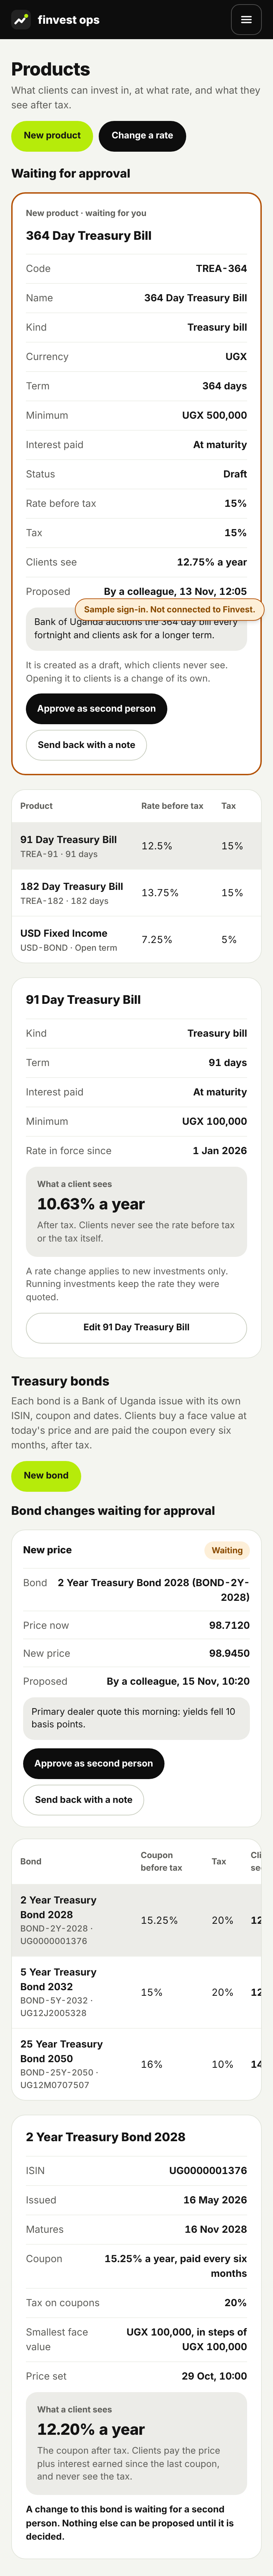 finvest ops
Products
What clients can invest in, at what rate, and what they
see after tax.
New product
Change a rate
Waiting for approval
New product · waiting for you
364 Day Treasury Bill
Code TREA-364
Name 364 Day Treasury Bill
Kind Treasury bill
Currency UGX
Term 364 days
Minimum UGX 500,000
Interest paid At maturity
Status Draft
Rate before tax 15%
Tax 15%
Clients see 12.75% a year
Proposed By a colleague, 13 Nov, 12:05
Sample sign-in. Not connected to Finvest.
Bank of Uganda auctions the 364 day bill every
fortnight and clients ask for a longer term.
It is created as a draft, which clients never see.
Opening it to clients is a change of its own.
Approve as second person
Send back with a note
Product Rate before tax Tax
91 Day Treasury Bill
TREA-91 · 91 days
12.5% 15%
182 Day Treasury Bill
TREA-182 · 182 days
13.75% 15%
USD Fixed Income
USD-BOND · Open term
7.25% 5%
91 Day Treasury Bill
Kind Treasury bill
Term 91 days
Interest paid At maturity
Minimum UGX 100,000
Rate in force since 1 Jan 2026
What a client sees
10.63% a year
After tax. Clients never see the rate before tax
or the tax itself.
A rate change applies to new investments only.
Running investments keep the rate they were
quoted.
Edit 91 Day Treasury Bill
Treasury bonds
Each bond is a Bank of Uganda issue with its own
ISIN, coupon and dates. Clients buy a face value at
today's price and are paid the coupon every six
months, after tax.
New bond
Bond changes waiting for approval
New price Waiting
Bond 2 Year Treasury Bond 2028 (BOND-2Y-
2028)
Price now 98.7120
New price 98.9450
Proposed By a colleague, 15 Nov, 10:20
Primary dealer quote this morning: yields fell 10
basis points.
Approve as second person
Send back with a note
Bond Coupon before tax Tax
2 Year Treasury
Bond 2028
BOND-2Y-2028 ·
UG0000001376
15.25% 20% 12
5 Year Treasury
Bond 2032
BOND-5Y-2032 ·
UG12J2005328
15% 20% 12
25 Year Treasury
Bond 2050
BOND-25Y-2050 ·
UG12M0707507
16% 10% 14
2 Year Treasury Bond 2028
ISIN UG0000001376
Issued 16 May 2026
Matures 16 Nov 2028
Coupon 15.25% a year, paid every six
months
Tax on coupons 20%
Smallest face
value
UGX 100,000, in steps of
UGX 100,000
Price set 29 Oct, 10:00
What a client sees
12.20% a year
The coupon after tax. Clients pay the price
plus interest earned since the last coupon,
and never see the tax.
A change to this bond is waiting for a second
person. Nothing else can be proposed until it is
decided.